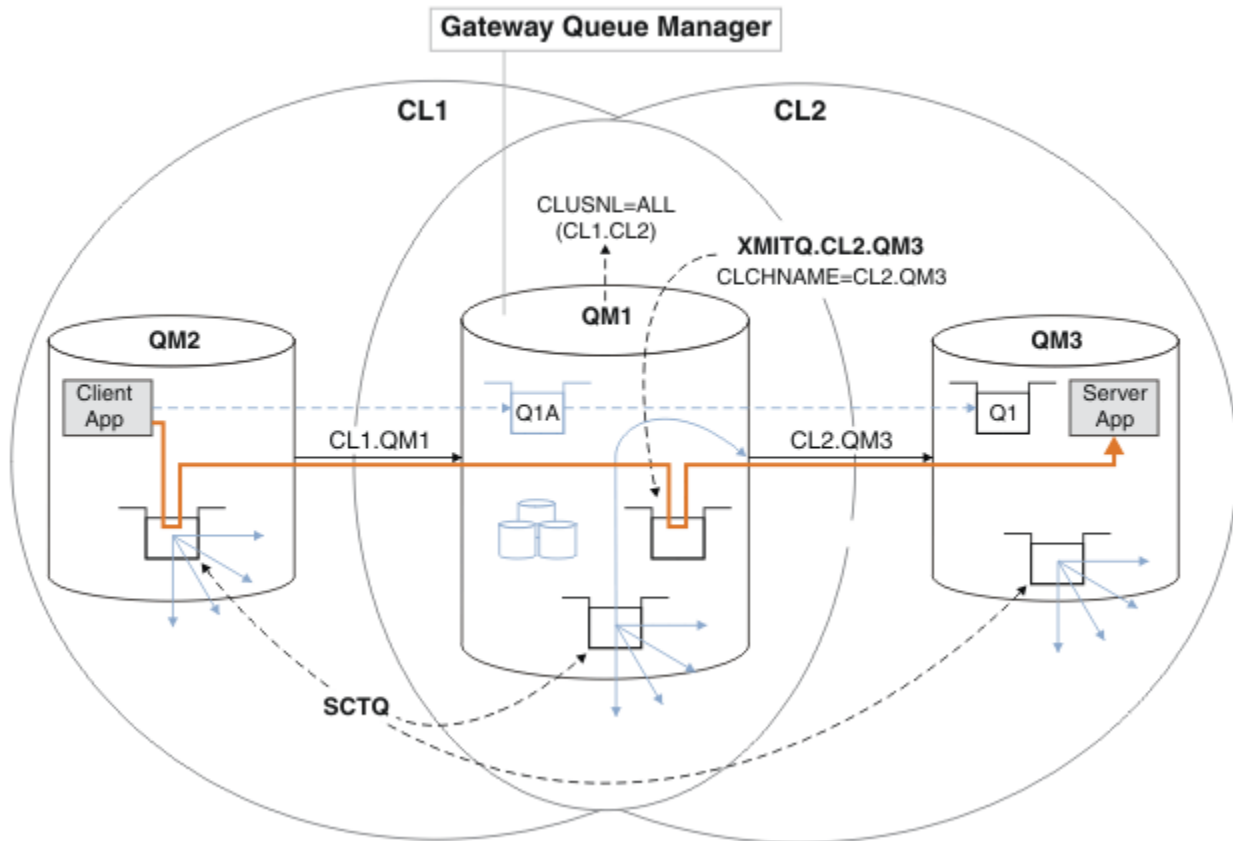 Gateway Queue Manager
CL1
CL2
CLUSNL=ALL
(CL1.CL2)
XMITQ.CL2.QM3
CLCHNAME=CL2.QM3
QM2
QM1
QM3
Client
App
Q1A
Q1
Server
App
CL1.QM1
CL2.QM3
SCTQ